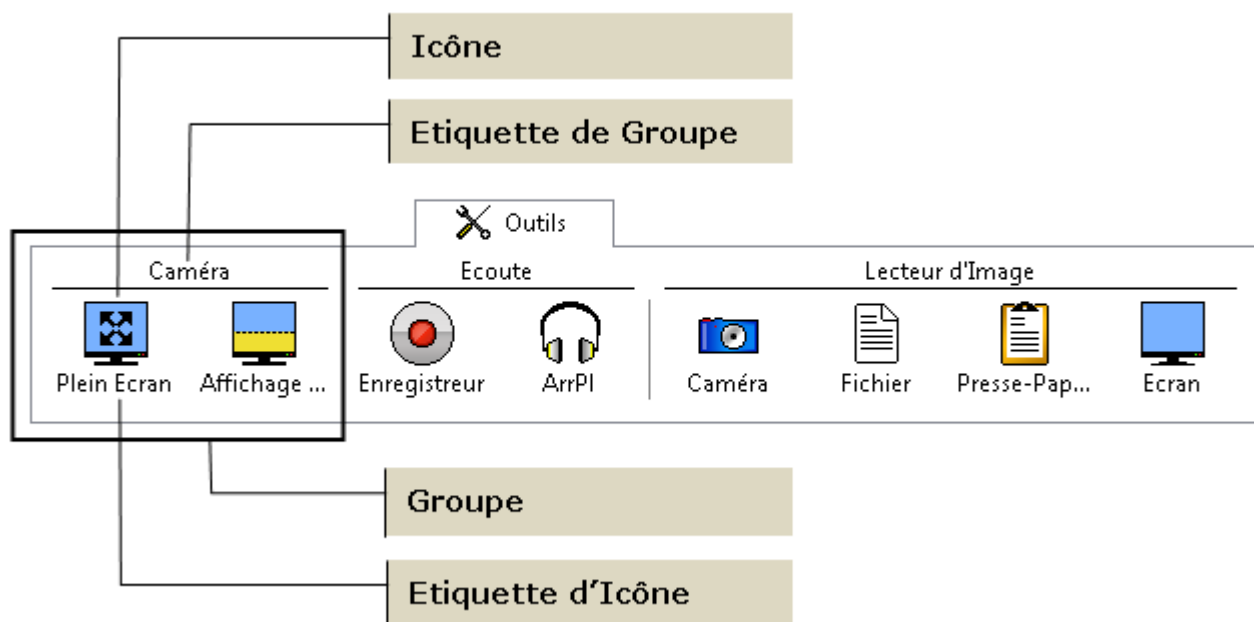 Icône
Etiquette de Groupe
Outils
Caméra Ecoute Lecteur d'Image
Plein Ecran Affichage ... Enregistreur ArrPl Caméra Fichier Presse-Pap... Ecran
Groupe
Etiquette d’Icône